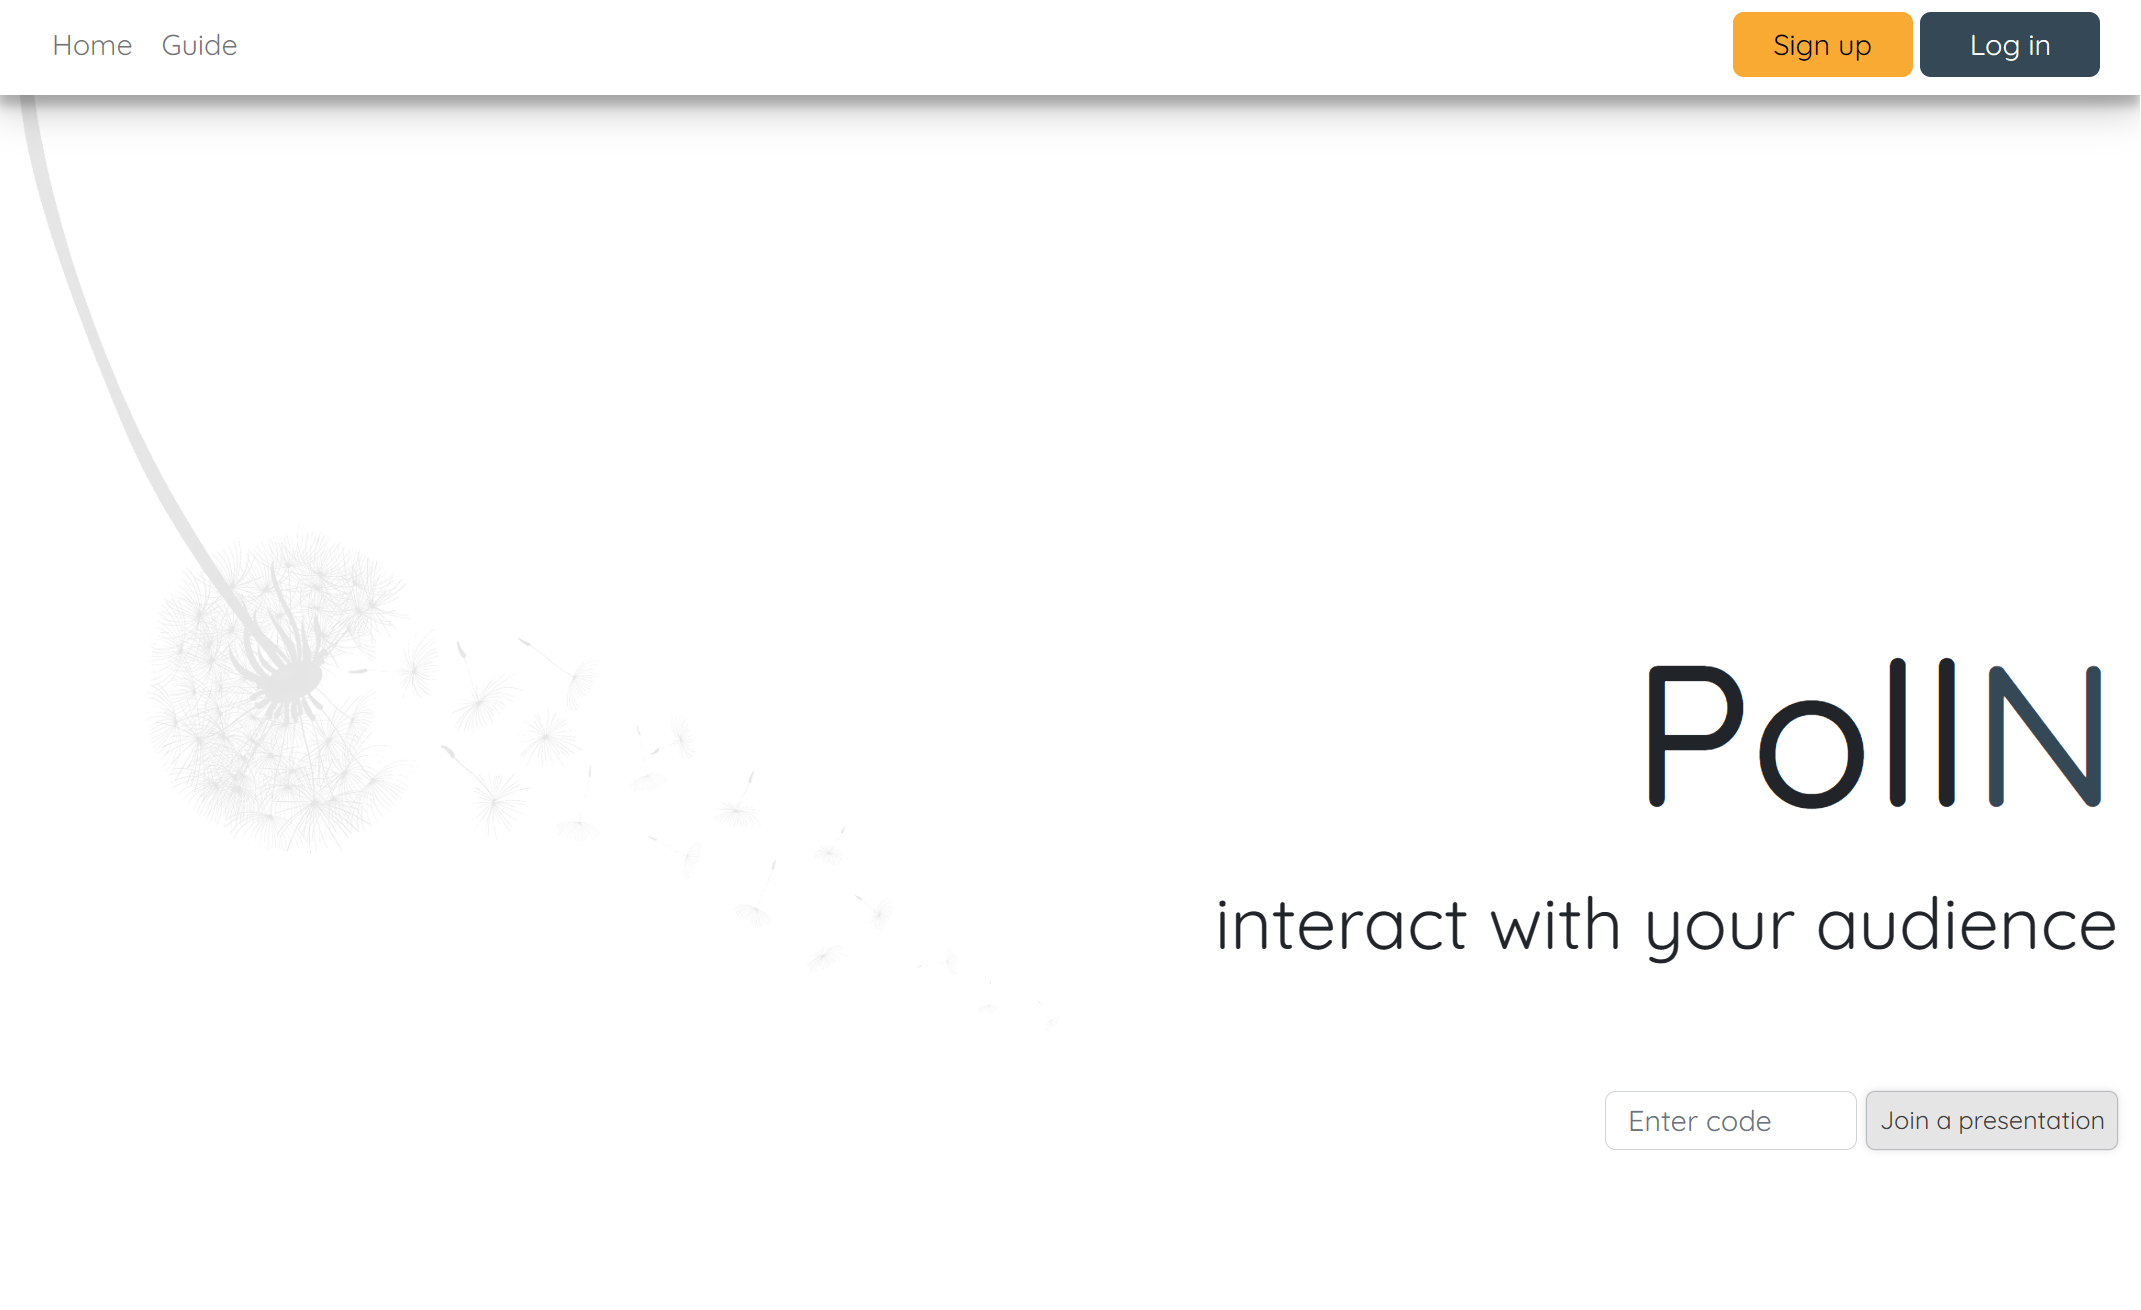 Home Guide Sign up Log in
PollN
interact with your audience
Enter code Join a presentation